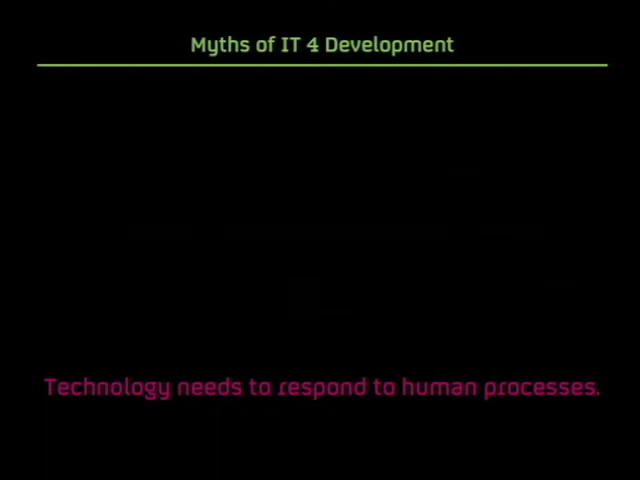 Myths of IT 4 Development
Technology needs to respond to human processes.